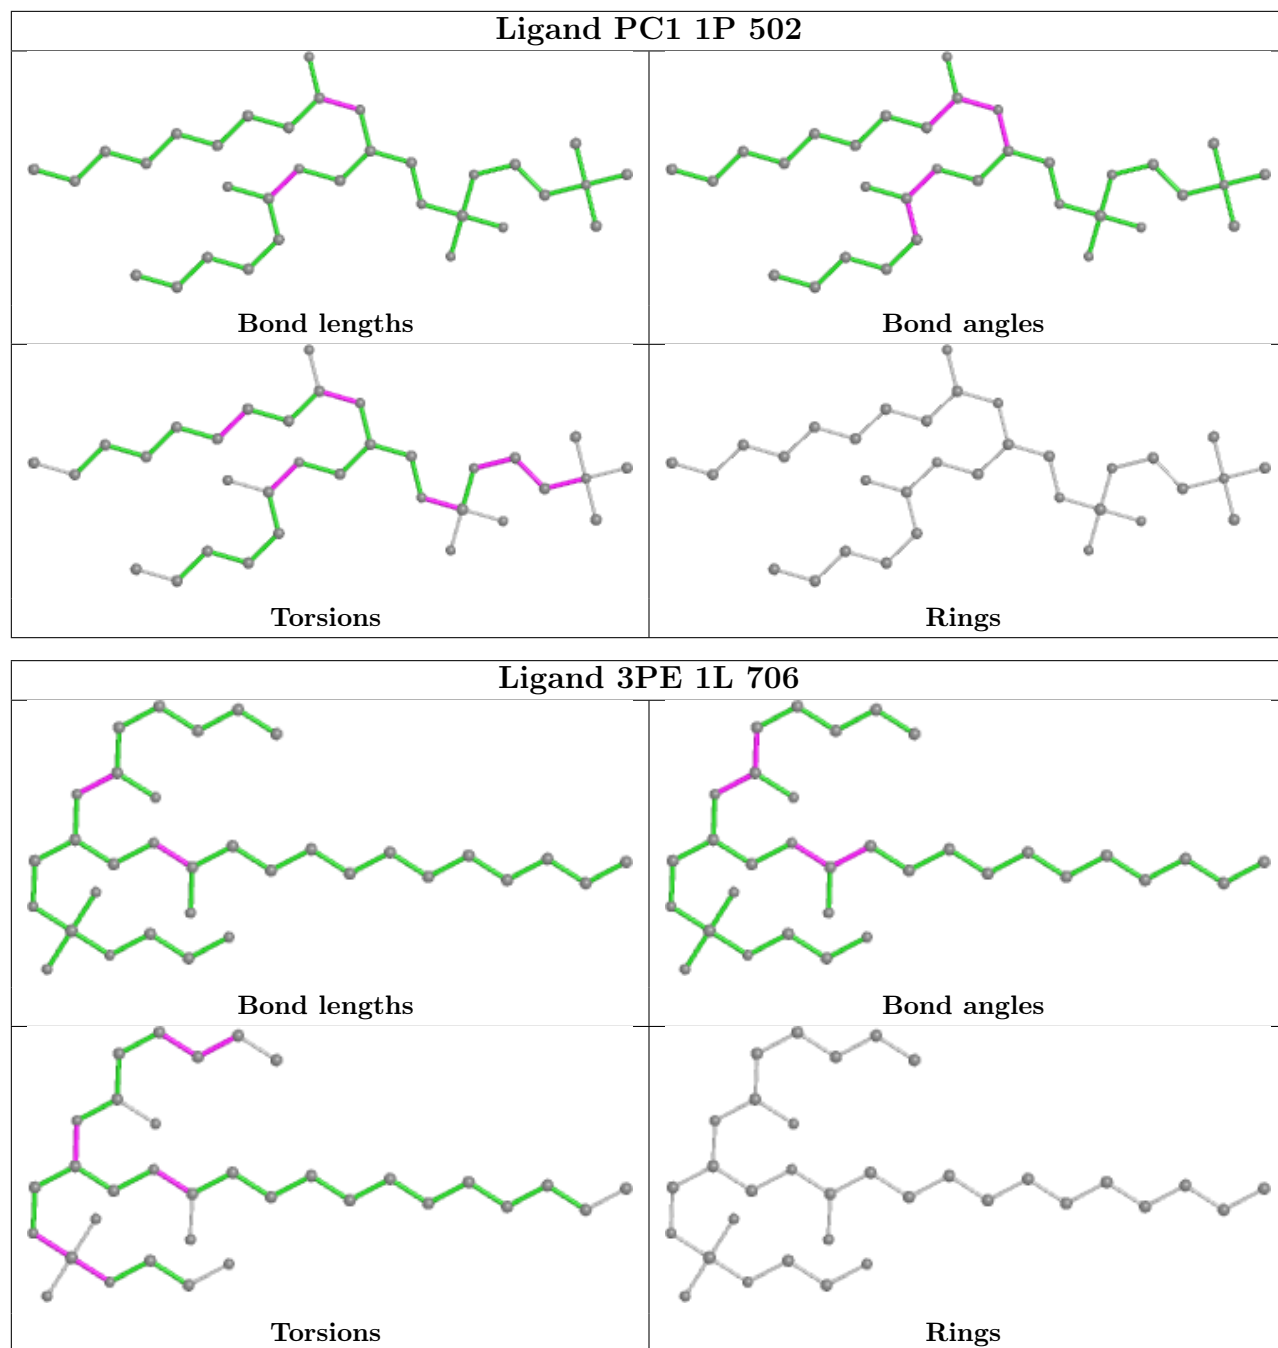 Ligand PC1 1P 502
Bond lengths
Bond angles
Torsions
Rings
Ligand 3PE 1L 706
Bond lengths
Bond angles
Torsions
Rings